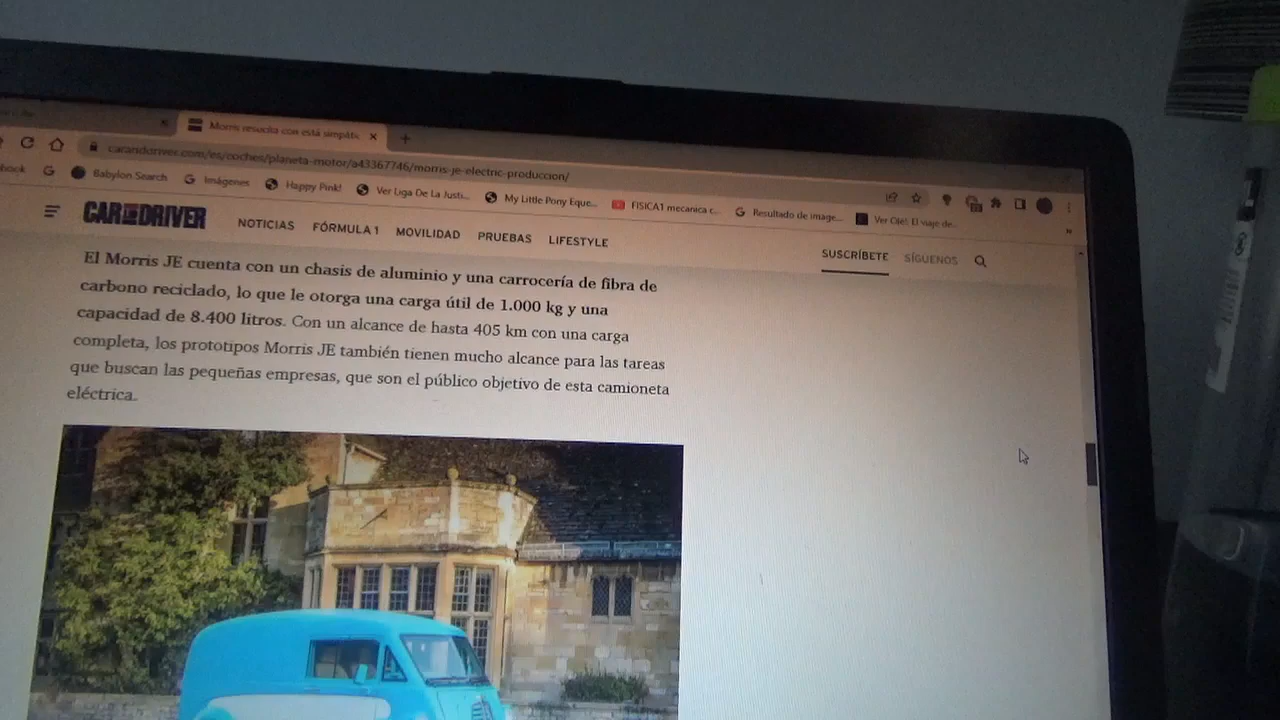 Morris resucita con está simpátic
carandriver.com/es/coches/planeta-motor/a43367746/morris-je-electric-produccion/
book
Babylon Search
Imágenes
Happy Pink!
Ver Liga De La Justi...
My Little Pony Eque...
FISICA1 mecanica c...
Resultado de image...
Ver Olé! El viaje de...
CAR AND DRIVER
NOTICIAS
FÓRMULA 1
MOVILIDAD
PRUEBAS
LIFESTYLE
SUSCRÍBETE
SÍGUENOS
El Morris JE cuenta con un chasis de aluminio y una carrocería de fibra de
carbono reciclado, lo que le otorga una carga útil de 1.000 kg y una
capacidad de 8.400 litros. Con un alcance de hasta 405 km con una carga
completa, los prototipos Morris JE también tienen mucho alcance para las tareas
que buscan las pequeñas empresas, que son el público objetivo de esta camioneta
eléctrica.